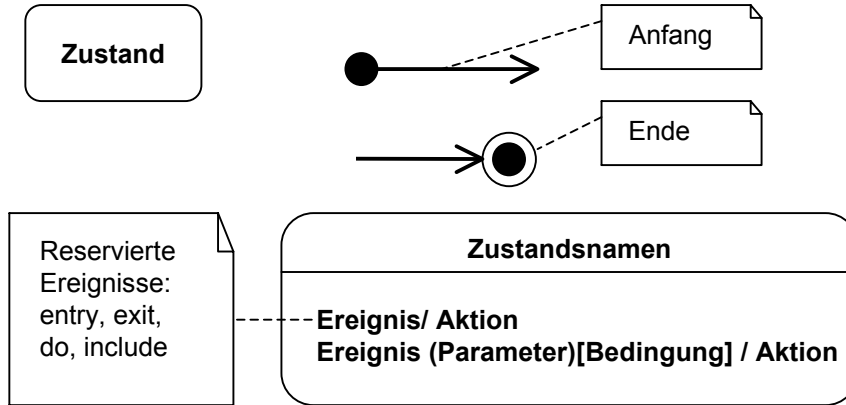 Zustand
Anfang
Ende
Reservierte
Ereignisse:
entry, exit,
do, include
Zustandsnamen
Ereignis/ Aktion
Ereignis (Parameter)[Bedingung] / Aktion